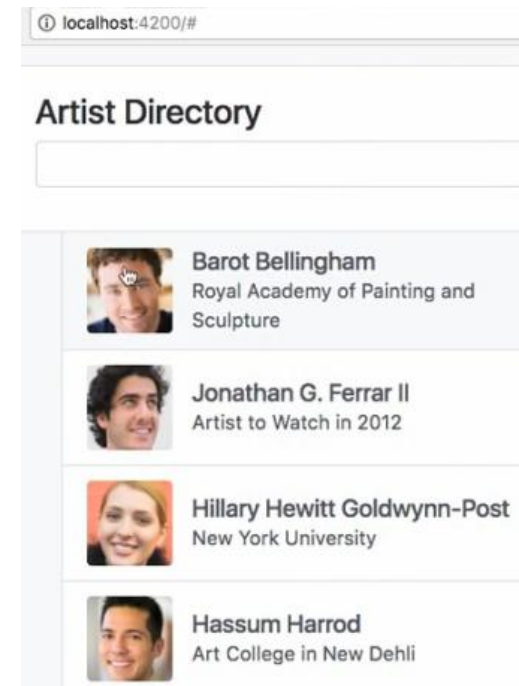 localhost:4200/#
Artist Directory
Barot Bellingham
Royal Academy of Painting and
Sculpture
Jonathan G. Ferrar II
Artist to Watch in 2012
Hillary Hewitt Goldwynn-Post
New York University
Hassum Harrod
Art College in New Dehli